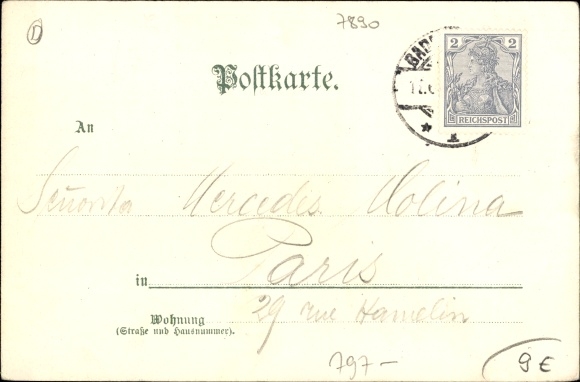 D
7890
Postkarte.
2 2
REICHSPOST
An
Señorita Mercedes Molina
Paris
in
29 rue Hamelin
Wohnung
(Straße und Hausnummer).
797-
9€